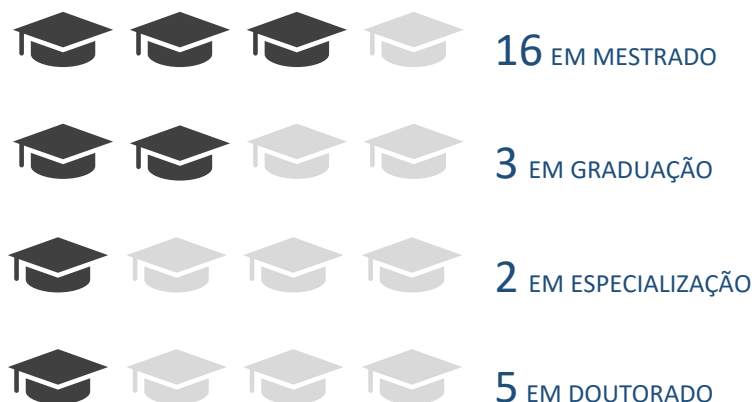 16 EM MESTRADO
3 EM GRADUAÇÃO
2 EM ESPECIALIZAÇÃO
5 EM DOUTORADO